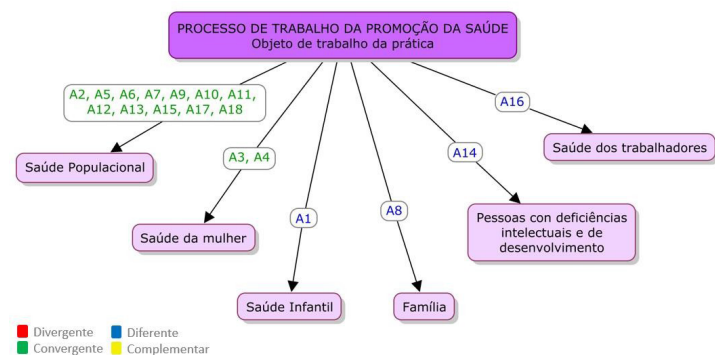 PROCESSO DE TRABALHO DA PROMOÇÃO DA SAÚDE
Objeto de trabalho da prática
A2, A5, A6, A7, A9, A10, A11,
A12, A13, A15, A17, A18
A16
A3, A4
A14
A1
A8
Saúde Populacional
Saúde dos trabalhadores
Saúde da mulher
Pessoas con deficiências
intelectuais e de
desenvolvimento
Saúde Infantil
Família
Divergente
Diferente
Convergente
Complementar